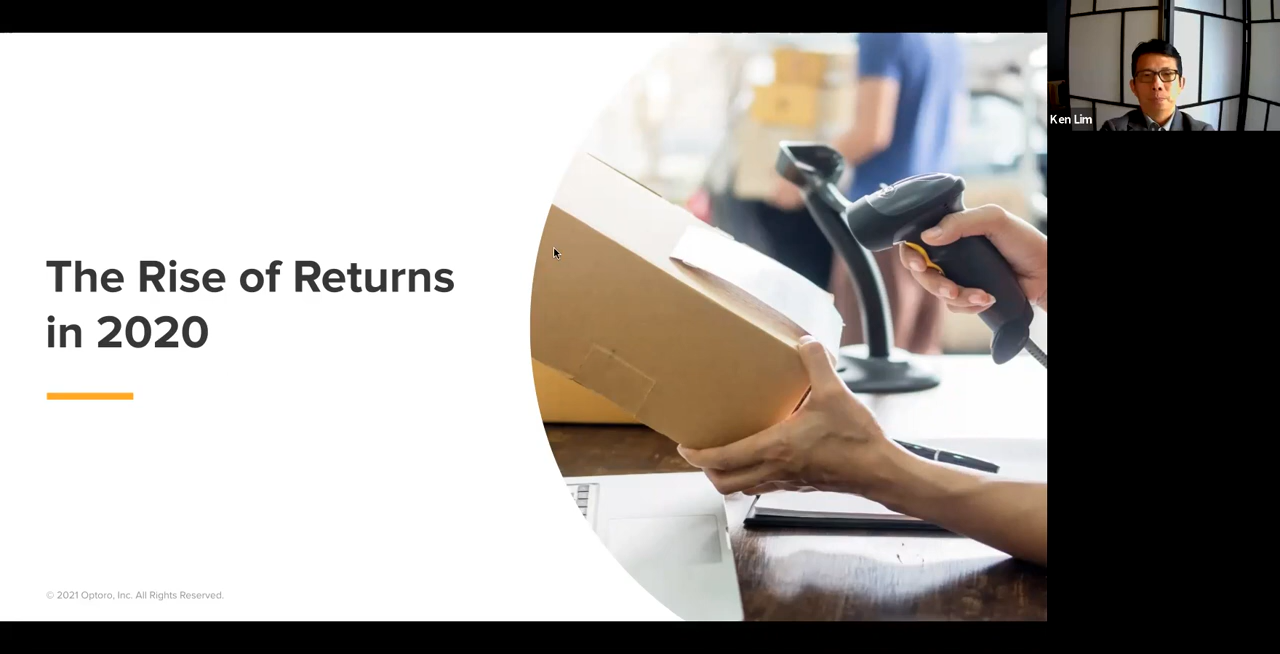 Ken Lim
The Rise of Returns
in 2020
© 2021 Optoro, Inc. All Rights Reserved.